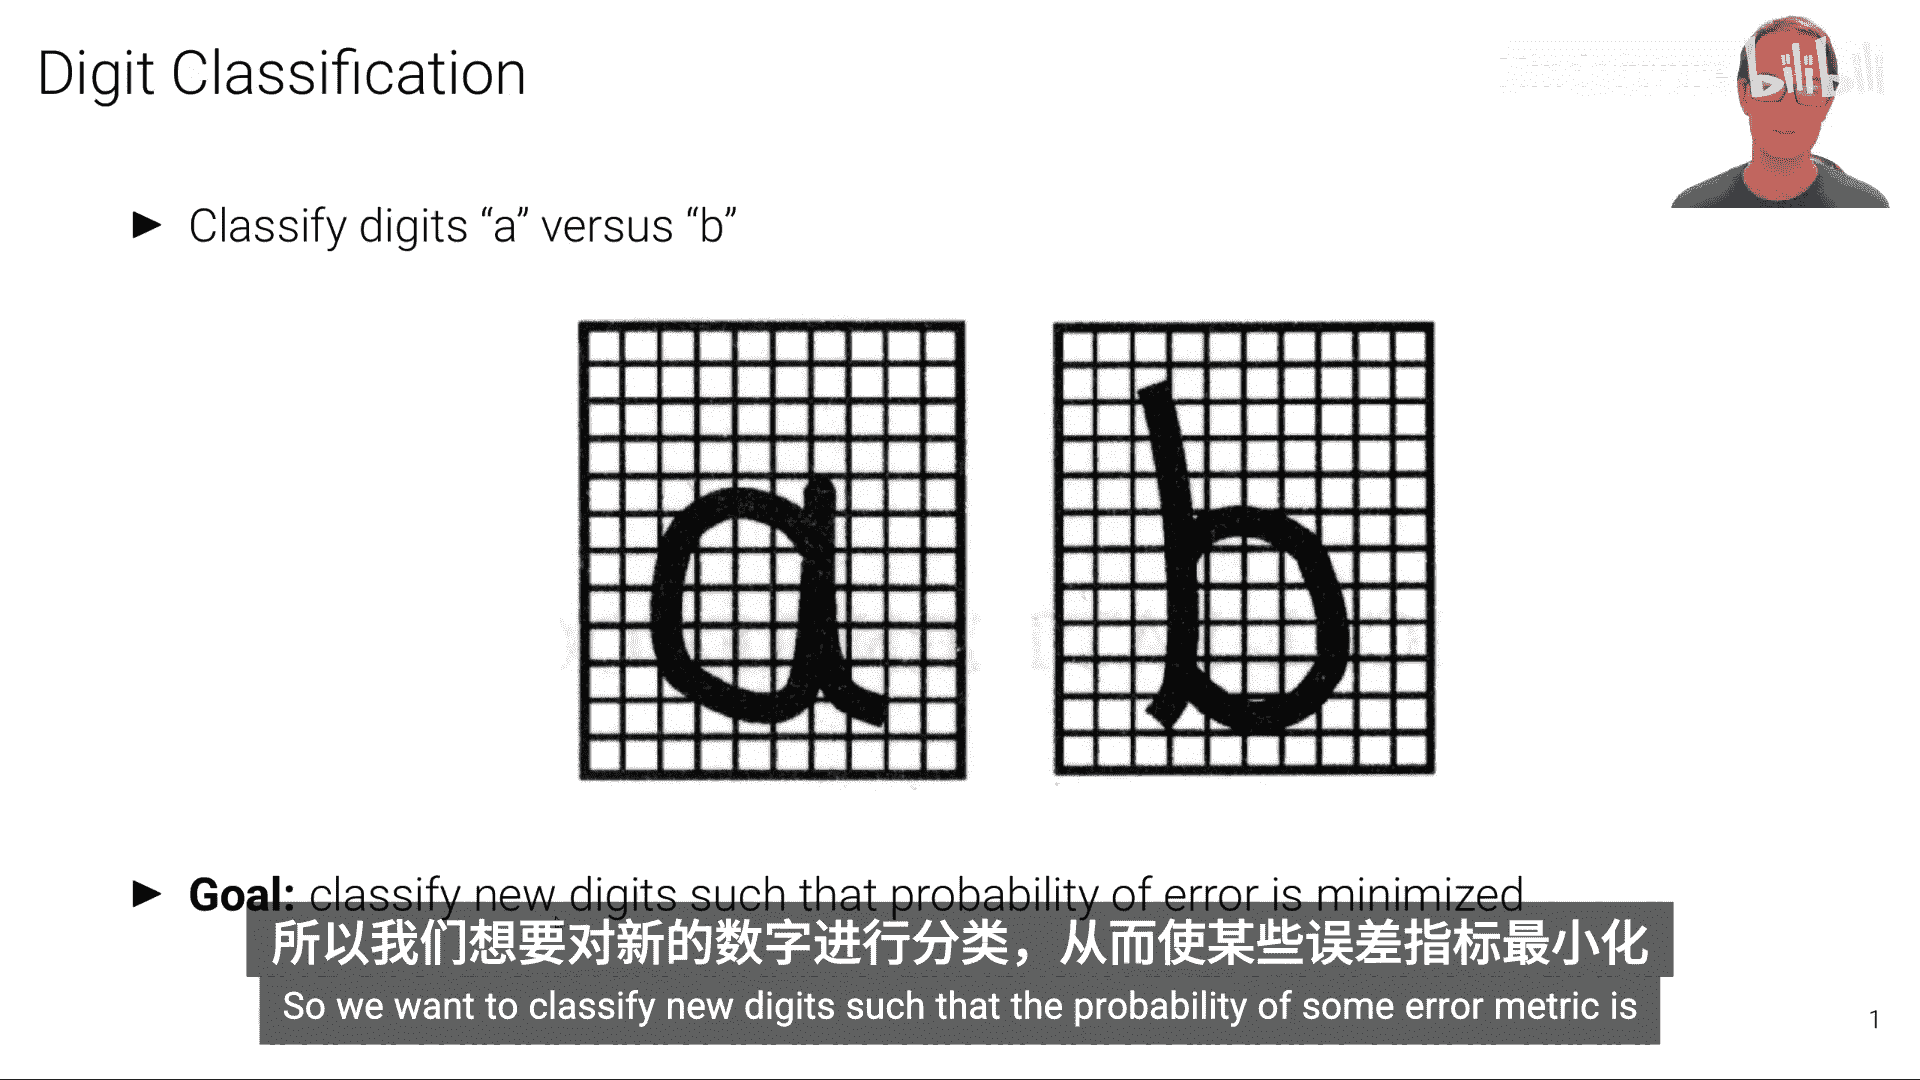 Digit Classification
bilibili
► Classify digits “a” versus “b”
a b
► Goal: classify new digits such that probability of error is minimized
所以我们想要对新的数字进行分类，从而使某些误差指标最小化
So we want to classify new digits such that the probability of some error metric is
1